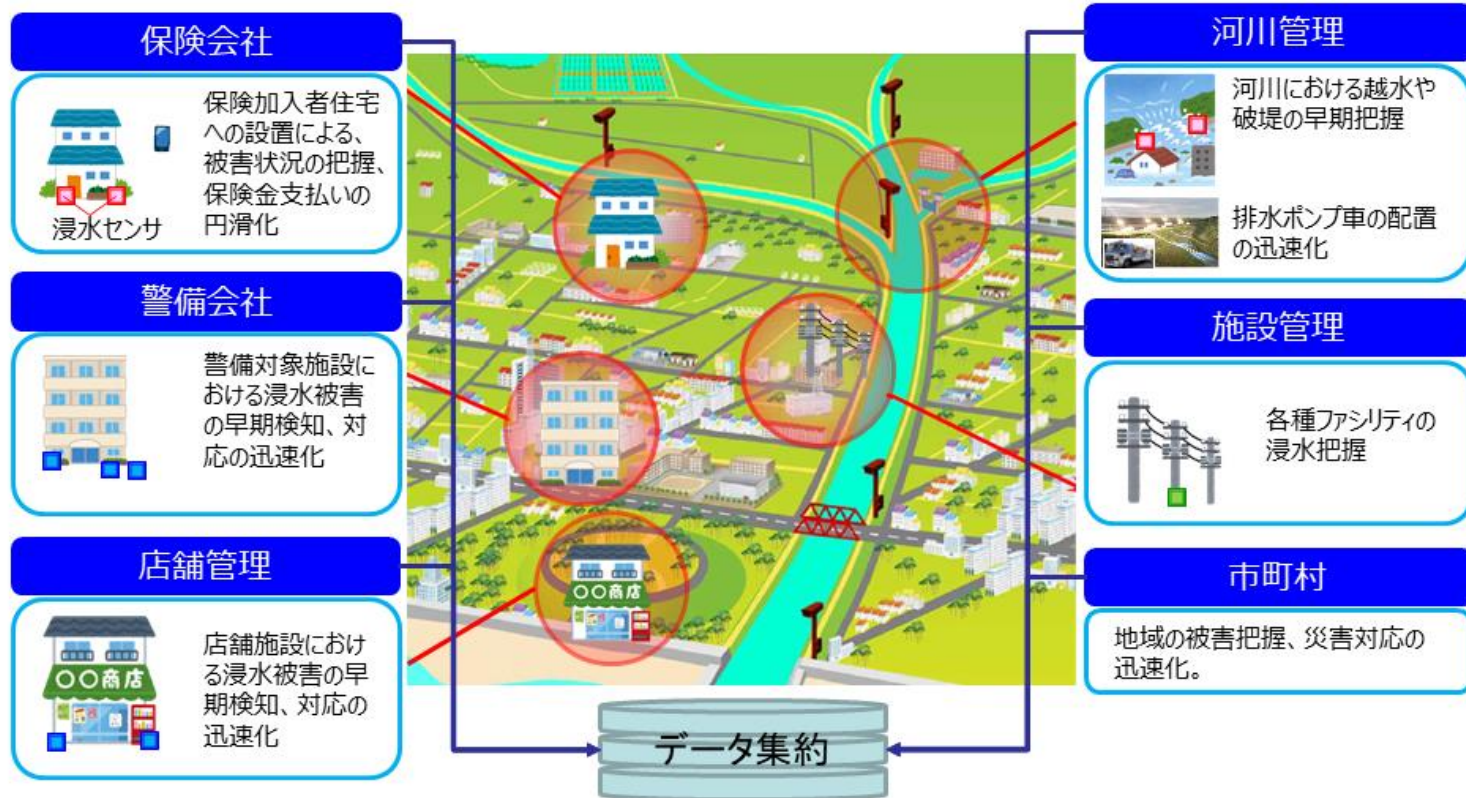 保険会社
保険加入者住宅
への設置による、
被害状況の把握、
保険金支払いの
円滑化
浸水センサ
警備会社
警備対象施設に
おける浸水被害
の早期検知、対
応の迅速化
店舗管理
店舗施設におけ
る浸水被害の早
期検知、対応の
迅速化
〇〇商店
〇〇商店
河川管理
河川における越水や
破堤の早期把握
排水ポンプ車の配置
の迅速化
施設管理
各種ファシリティの
浸水把握
市町村
地域の被害把握、災害対応の
迅速化。
データ集約